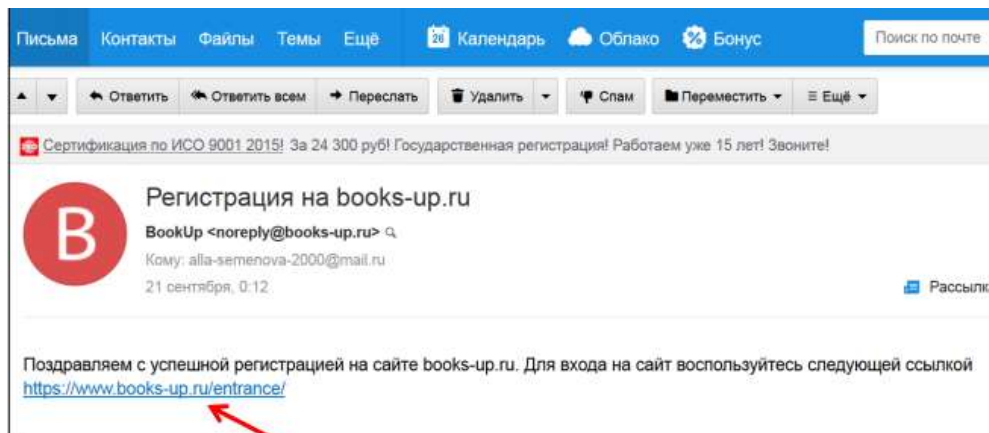 Письма Контакты Файлы Темы Ещё 26 Календарь Облако Бонус Поиск по почте
Ответить Ответить всем Переслать Удалить Спам Переместить Ещё
Сертификация по ИСО 9001 2015! За 24 300 руб! Государственная регистрация! Работаем уже 15 лет! Звоните!
B
Регистрация на books-up.ru
BookUp <noreply@books-up.ru>
Кому: alla-semenova-2000@mail.ru
21 сентября, 0:12
Рассылк
Поздравляем с успешной регистрацией на сайте books-up.ru. Для входа на сайт воспользуйтесь следующей ссылкой
https://www.books-up.ru/entrance/